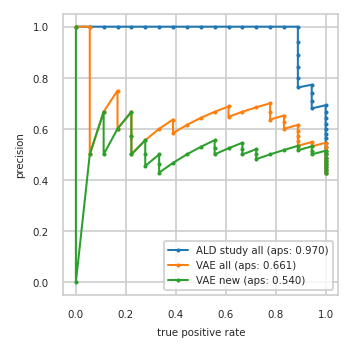 1.0
0.8
0.6
0.4
0.2
0.0
precision
ALD study all (aps: 0.970)
VAE all (aps: 0.661)
VAE new (aps: 0.540)
0.0 0.2 0.4 0.6 0.8 1.0
true positive rate